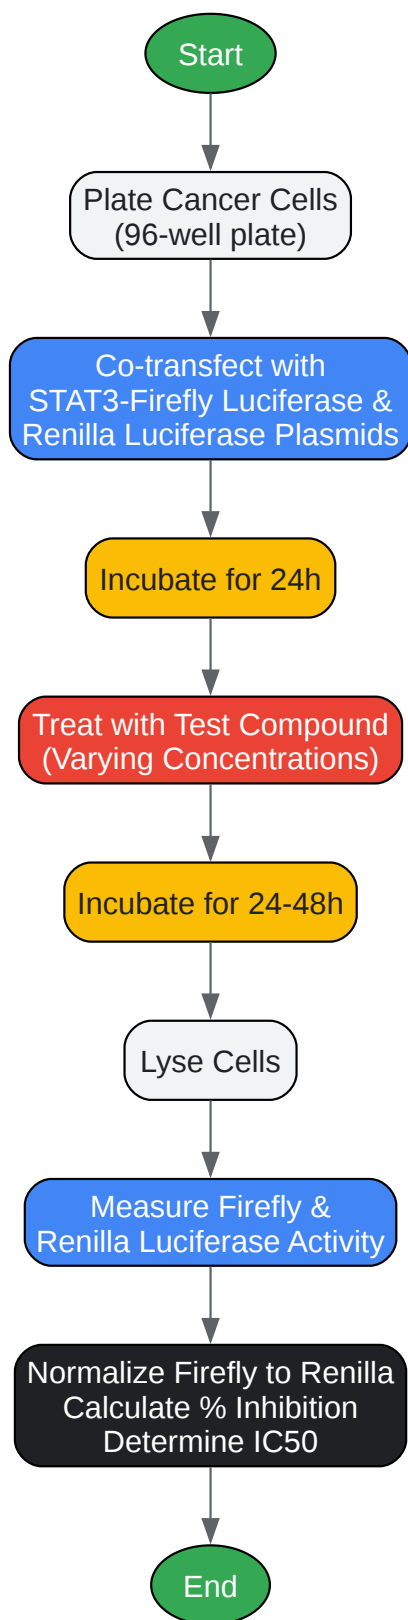 Start
Plate Cancer Cells
(96-well plate)
Co-transfect with
STAT3-Firefly Luciferase &
Renilla Luciferase Plasmids
Incubate for 24h
Treat with Test Compound
(Varying Concentrations)
Incubate for 24-48h
Lyse Cells
Measure Firefly &
Renilla Luciferase Activity
Normalize Firefly to Renilla
Calculate % Inhibition
Determine IC50
End